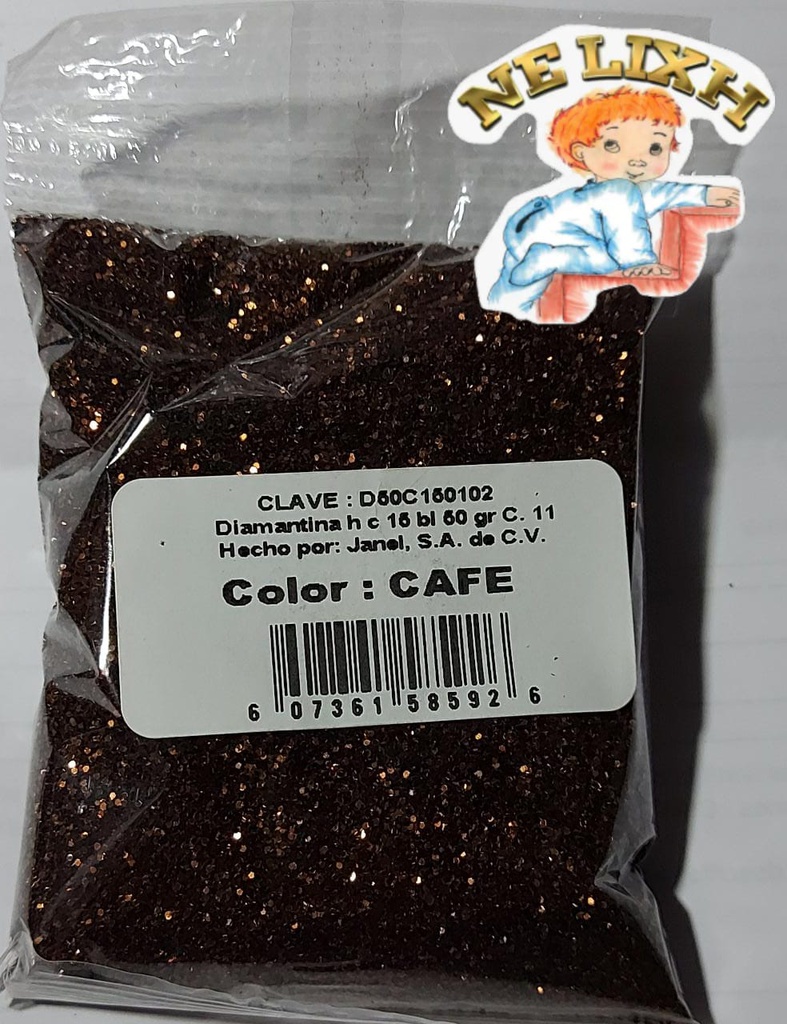 NE LIXH
CLAVE : D50C150102
Diamantina h c 15 bl 50 gr C. 11
Hecho por: Janel, S.A. de C.V.
Color : CAFE
6 07361 58592 6